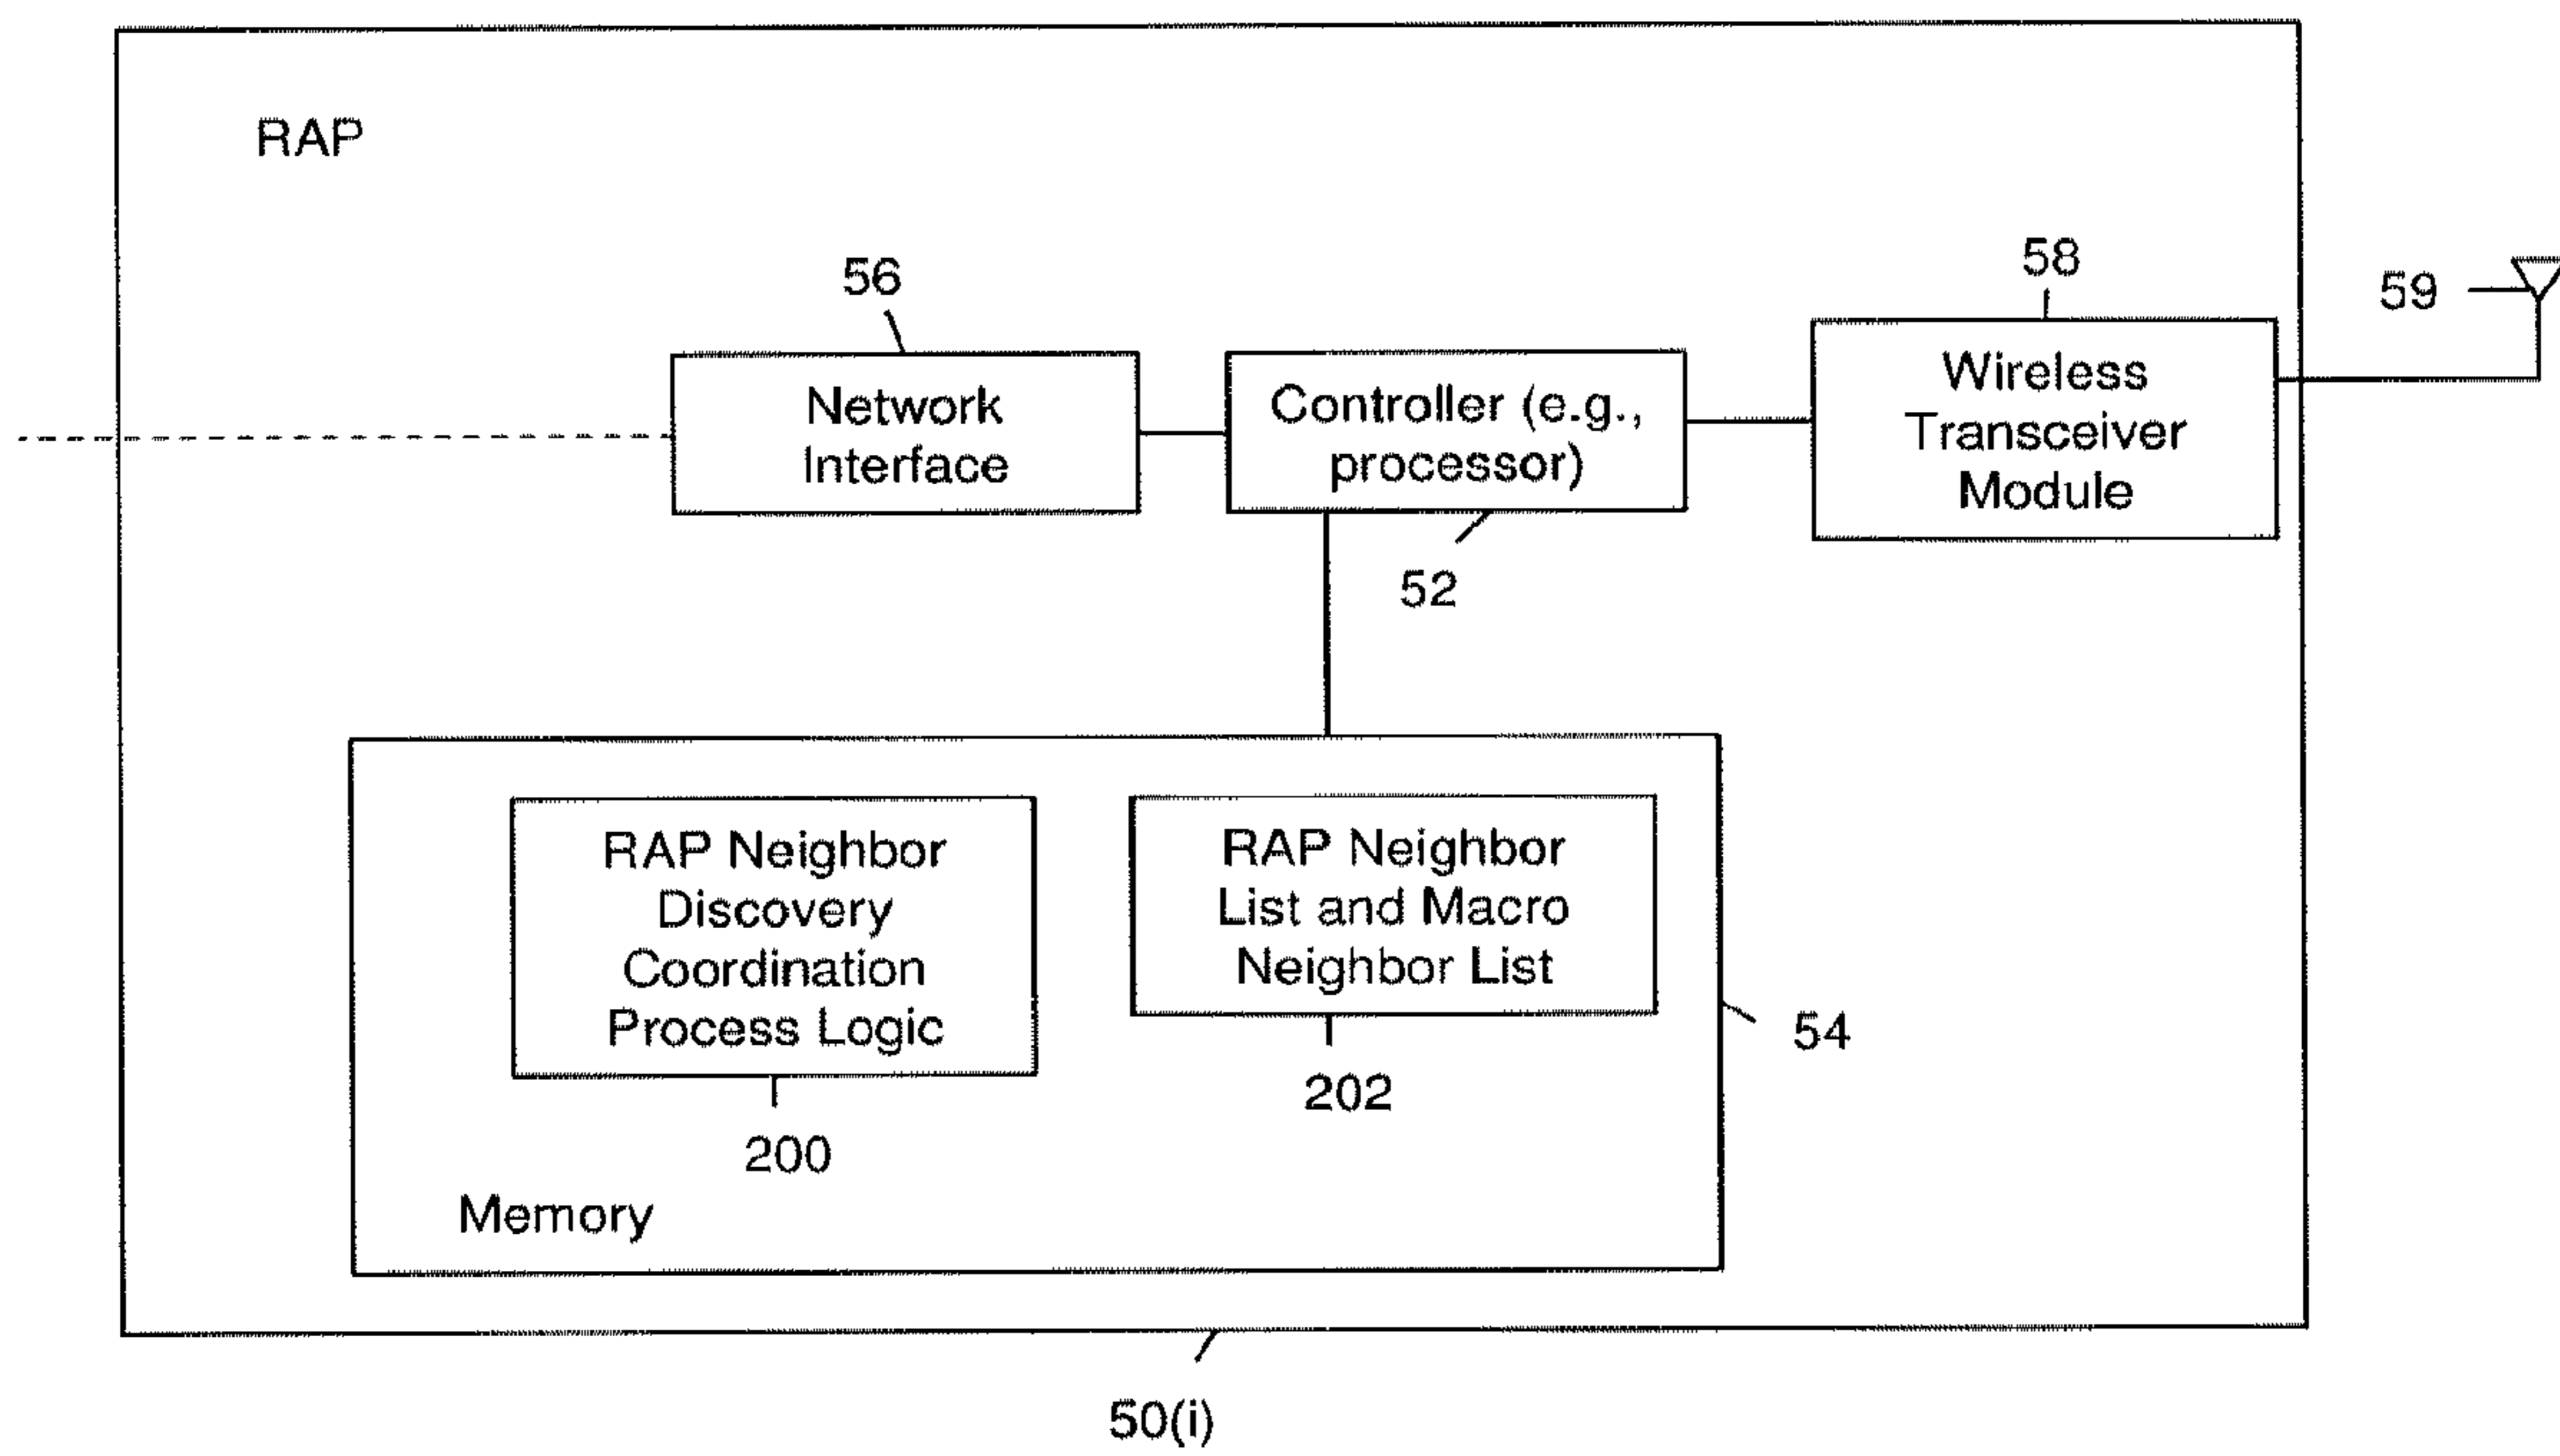 RAP
56
58
59
Network
Interface
Controller (e.g.,
processor)
Wireless
Transceiver
Module
52
RAP Neighbor
Discovery
Coordination
Process Logic
RAP Neighbor
List and Macro
Neighbor List
54
202
200
Memory
50(i)